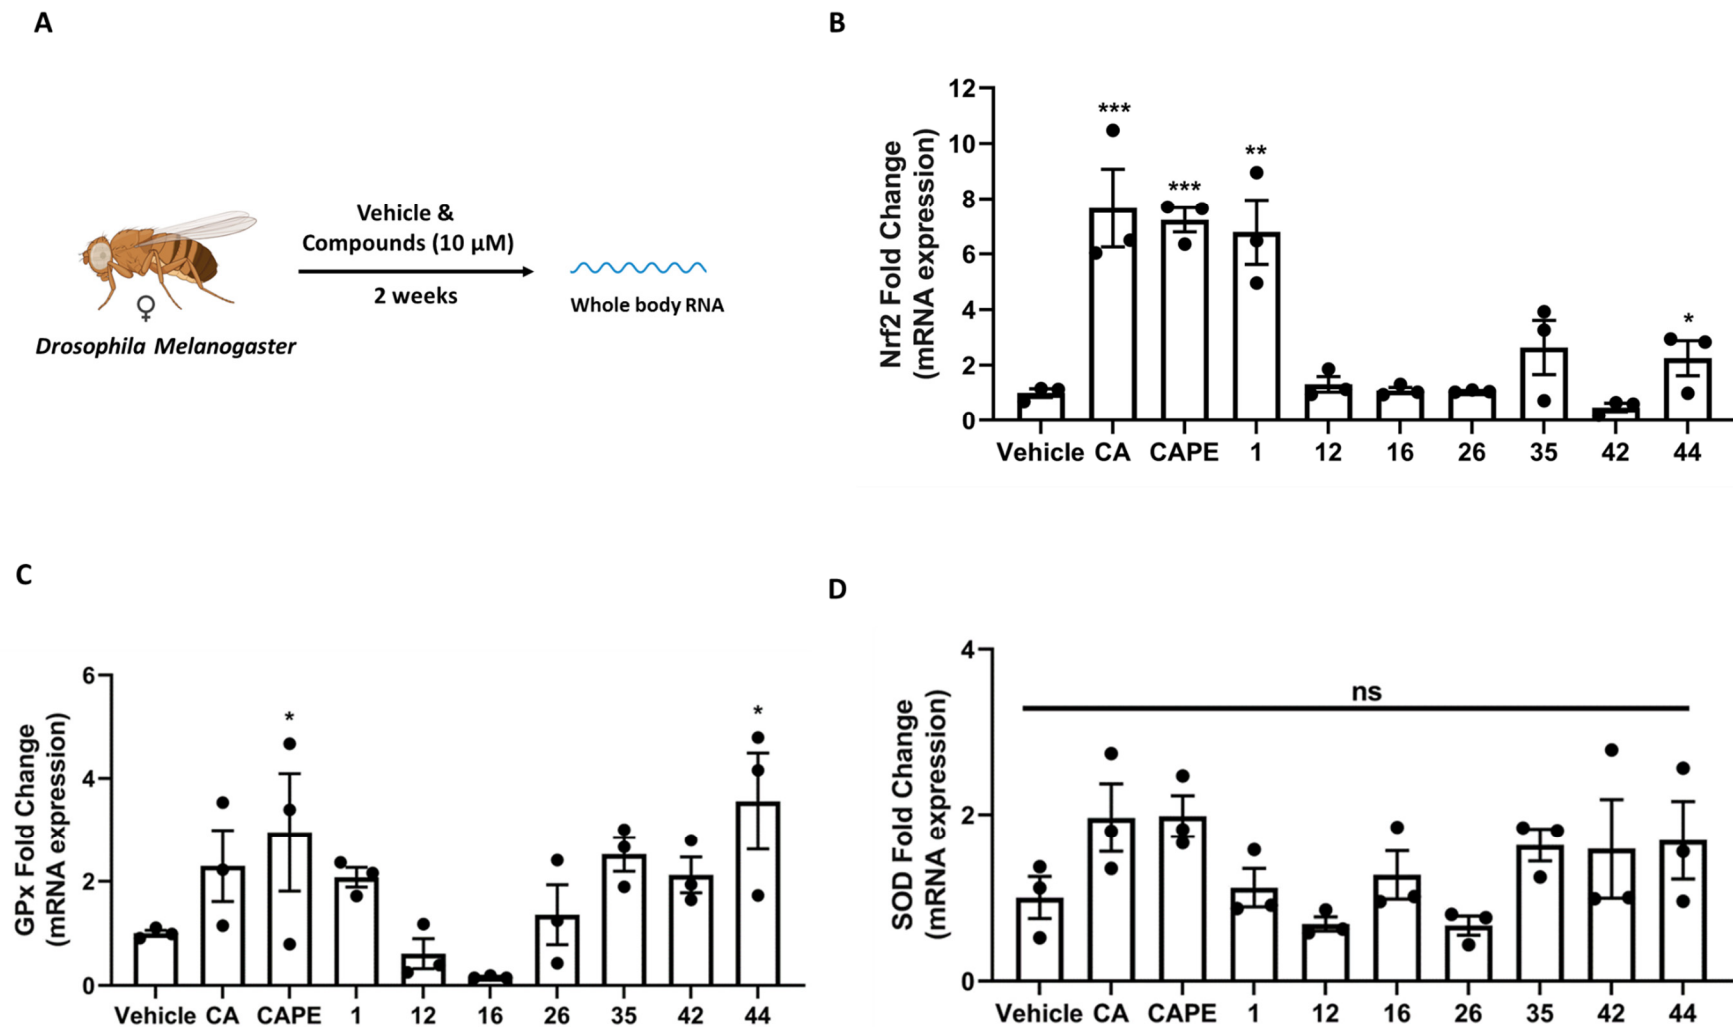 A
Vehicle &
Compounds (10 µM)
2 weeks
Whole body RNA
♀
Drosophila Melanogaster
B
Nrf2 Fold Change
(mRNA expression)
12
10
8
6
4
2
0
***
***
**
*
Vehicle CA CAPE 1 12 16 26 35 42 44
C
GPx Fold Change
(mRNA expression)
6
4
2
0
*
*
Vehicle CA CAPE 1 12 16 26 35 42 44
D
SOD Fold Change
(mRNA expression)
4
2
0
ns
Vehicle CA CAPE 1 12 16 26 35 42 44